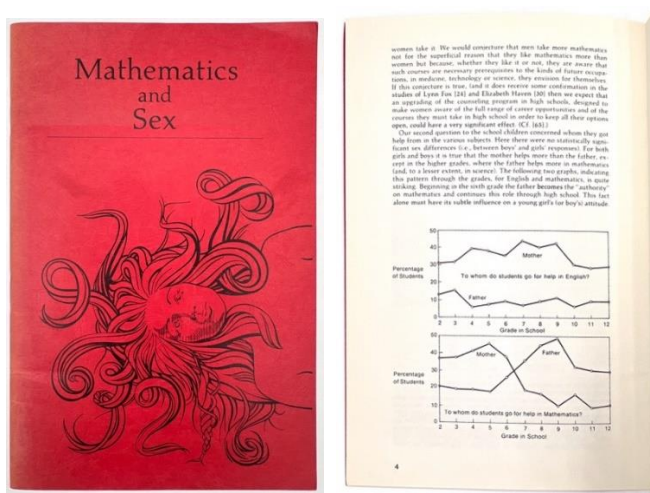 Mathematics
and
Sex
women take it. We would conjecture that men take more mathematics
not for the superficial reason that they like mathematics more than
women but because, whether they like it or not, they are aware that
such courses are necessary prerequisites to the kinds of future occupa-
tions, in medicine, technology or science, they envision for themselves.
If this conjecture is true, (and it does receive some confirmation in the
studies of Lynn Fox [24] and Elizabeth Haven [30]) then we expect that
an upgrading of the counseling program in high schools, designed to
make women aware of the full range of career opportunities and of the
courses they must take in high school in order to keep all their options
open, could have a very significant effect. (Cf. [63].)
Our second question to the school children concerned whom they got
help from in the various subjects. Here there were no statistically signi-
ficant sex differences (i.e., between boys' and girls' responses). For both
girls and boys it is true that the mother helps more than the father, ex-
cept in the higher grades, where the father helps more in mathematics
(and, to a lesser extent, in science). The following two graphs, indicating
this pattern through the grades, for English and mathematics, is quite
striking. Beginning in the sixth grade the father becomes the "authority"
on mathematics and continues this role through high school. This fact
alone must have its subtle influence on a young girl's (or boy's) attitude.
50
40
30
20
10
Percentage
of Students
Mother
To whom do students go for help in English?
Father
2 3 4 5 6 7 8 9 10 11 12
Grade in School
50
40
30
20
10
Percentage
of Students
Mother
Father
To whom do students go for help in Mathematics?
2 3 4 5 6 7 8 9 10 11 12
Grade in School
4